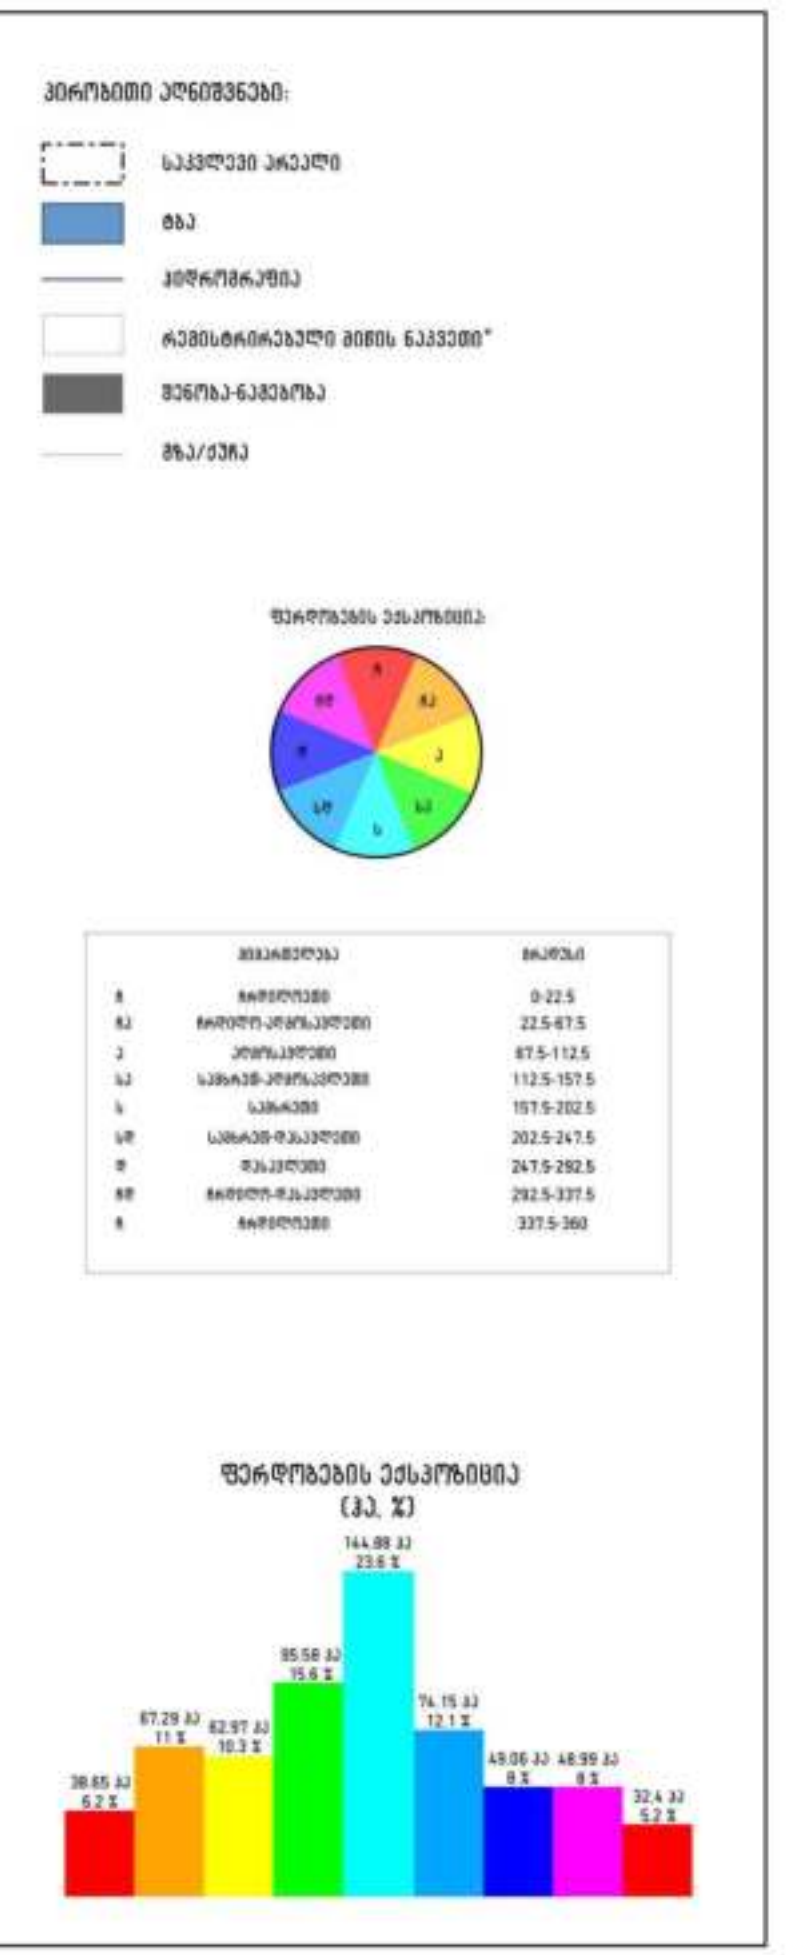 პირობითი აღნიშვნები:
საკვლევი არეალი
ტბა
ჰიდროგრაფია
რეგისტრირებული მიწის ნაკვეთი*
შენობა-ნაგებობა
გზა/ქუჩა
ფერდობების ექსპოზიცია:
ჩ
ჩდ
ჩა
დ
ა
სდ
სა
ს
მიმართულება გრადუსი
ჩ ჩრდილოეთი 0-22.5
ჩა ჩრდილო-აღმოსავლეთი 22.5-67.5
ა აღმოსავლეთი 67.5-112.5
სა სამხრეთ-აღმოსავლეთი 112.5-157.5
ს სამხრეთი 157.5-202.5
სდ სამხრეთ-დასავლეთი 202.5-247.5
დ დასავლეთი 247.5-292.5
ჩდ ჩრდილო-დასავლეთი 292.5-337.5
ჩ ჩრდილოეთი 337.5-360
ფერდობების ექსპოზიცია
(ჰა, %)
144.88 ჰა
23.6 %
95.58 ჰა
15.6 %
74.15 ჰა
12.1 %
67.29 ჰა
11 %
62.97 ჰა
10.3 %
49.06 ჰა
8 %
48.99 ჰა
8 %
38.65 ჰა
6.2 %
32.4 ჰა
5.2 %